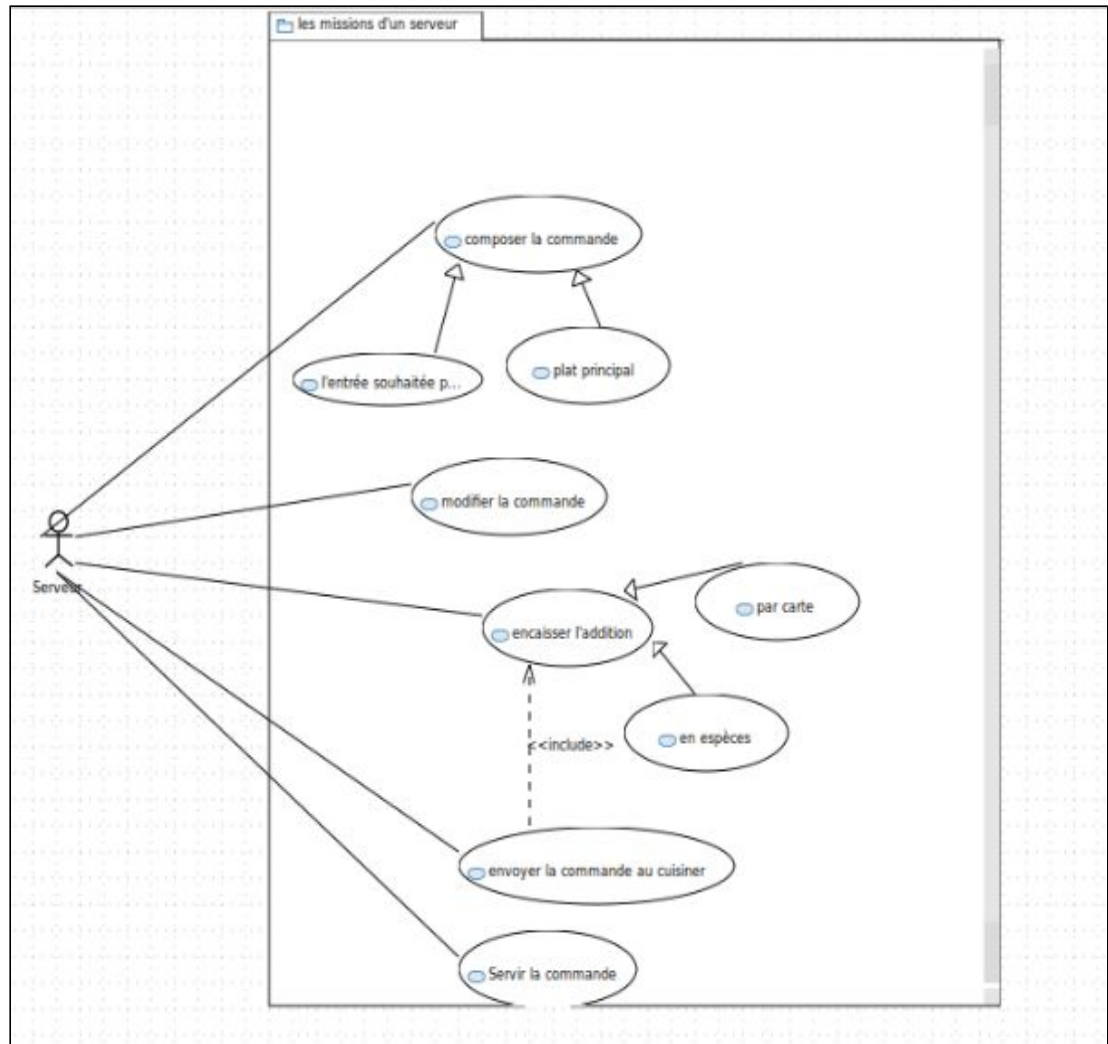 les missions d'un serveur
composer la commande
l'entrée souhaitée p...
plat principal
modifier la commande
Serveur
par carte
encaisser l'addition
en espèces
<<include>>
envoyer la commande au cuisiner
Servir la commande